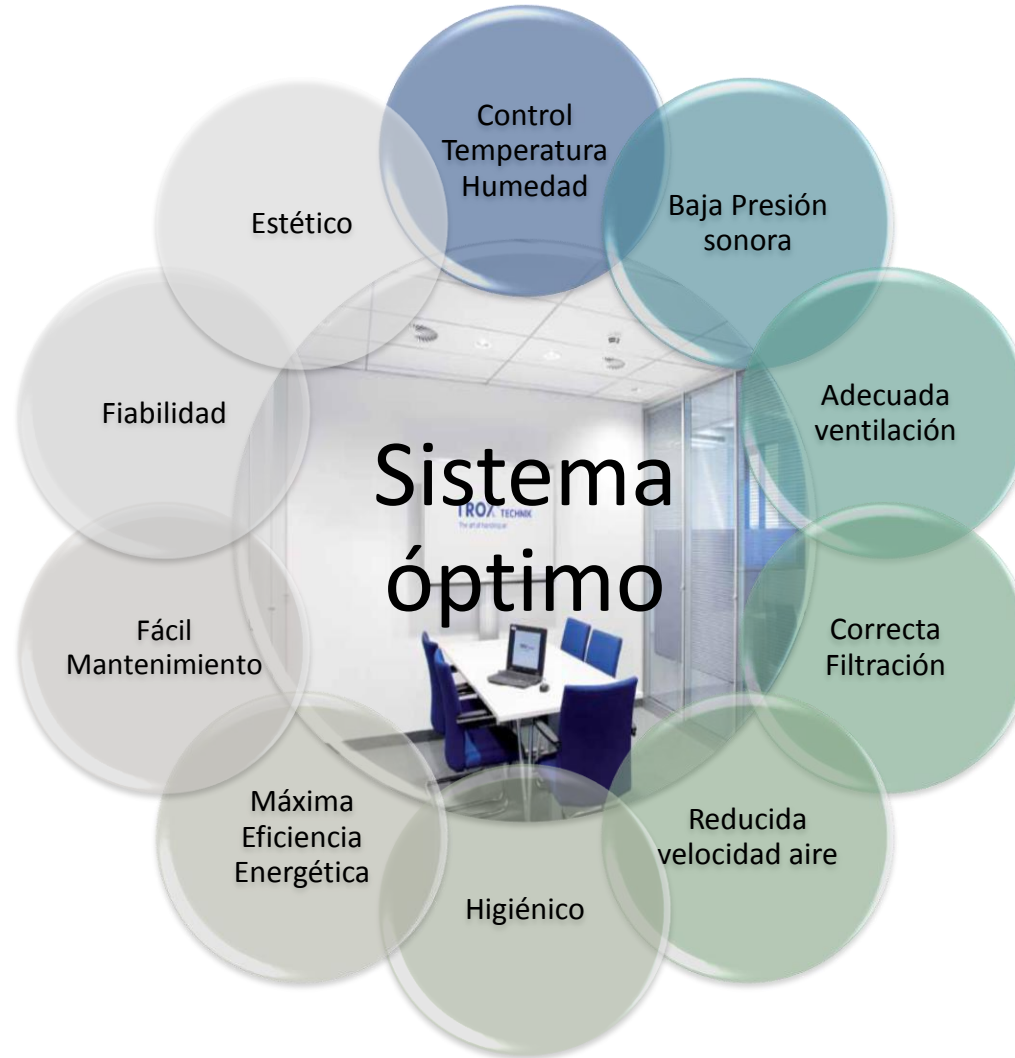 Control
Temperatura
Humedad
Baja Presión
sonora
Adecuada
ventilación
Correcta
Filtración
Reducida
velocidad aire
Higiénico
Máxima
Eficiencia
Energética
Fácil
Mantenimiento
Fiabilidad
Estético
Sistema
óptimo
TROX TECHNIK